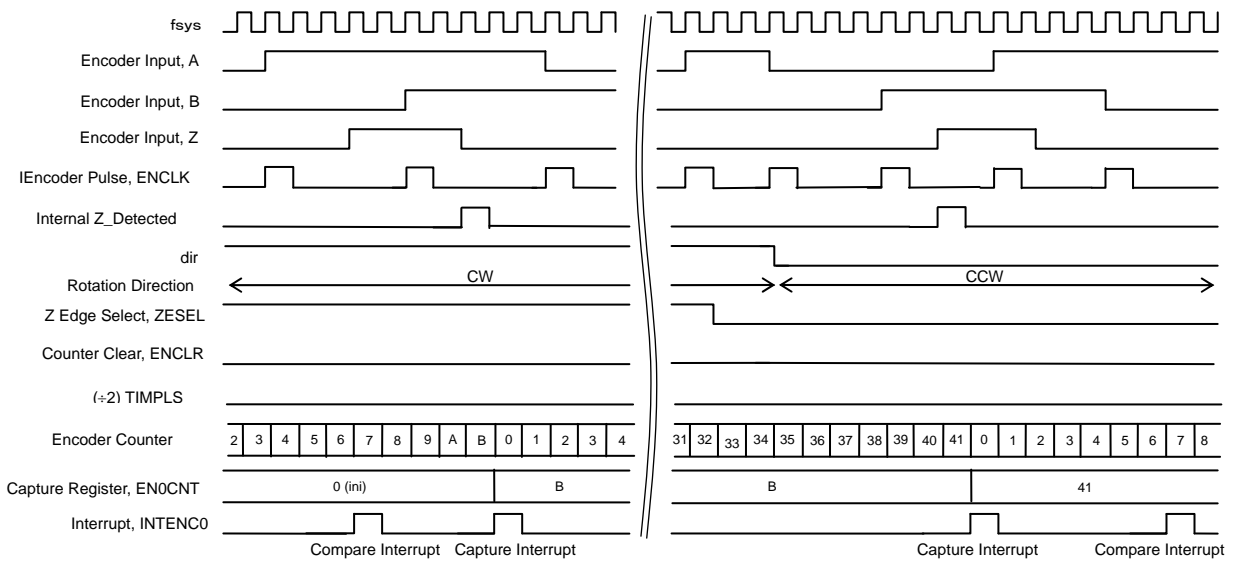 fsys
Encoder Input, A
Encoder Input, B
Encoder Input, Z
IEncoder Pulse, ENCLK
Internal Z_Detected
dir
Rotation Direction CW CCW
Z Edge Select, ZESEL
Counter Clear, ENCLR
(÷2) TIMPLS
Encoder Counter 2 3 4 5 6 7 8 9 A B 0 1 2 3 4 31 32 33 34 35 36 37 38 39 40 41 0 1 2 3 4 5 6 7 8
Capture Register, EN0CNT 0 (ini) B B 41
Interrupt, INTENC0
Compare Interrupt Capture Interrupt Capture Interrupt Compare Interrupt